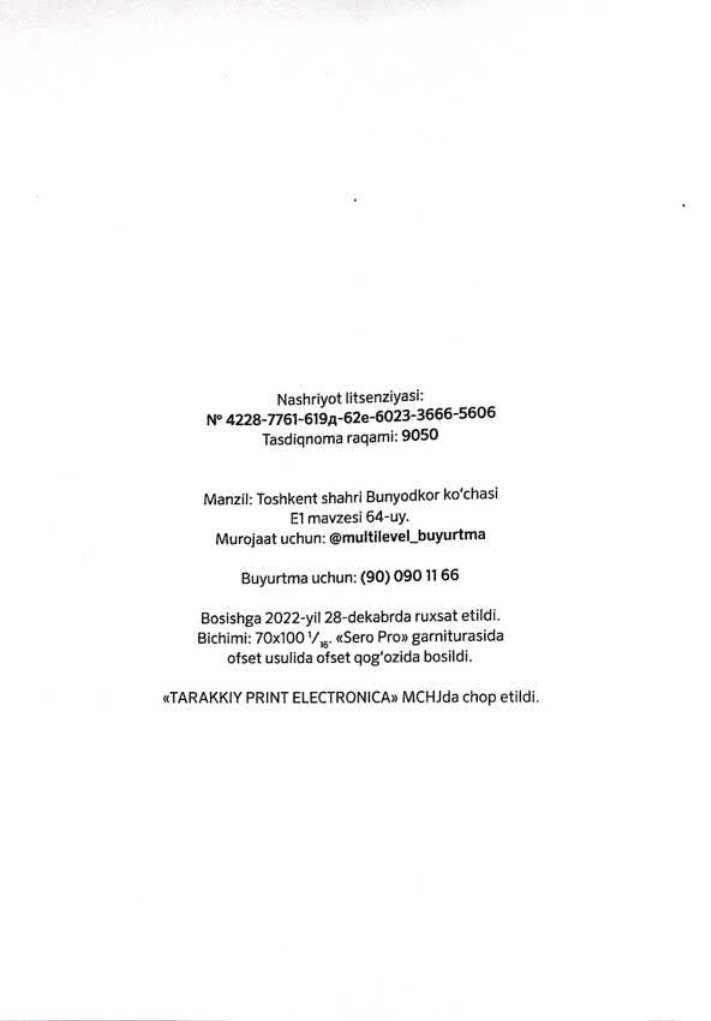 Nashriyot litsenziyasi:
№ 4228-7761-619д-62е-6023-3666-5606
Tasdiqnoma raqami: 9050
Manzil: Toshkent shahri Bunyodkor ko‘chasi
E1 mavzesi 64-uy.
Murojaat uchun: @multilevel_buyurtma
Buyurtma uchun: (90) 090 11 66
Bosishga 2022-yil 28-dekabrda ruxsat etildi.
Bichimi: 70x100 1/16. «Sero Pro» garniturasida
ofset usulida ofset qog‘ozida bosildi.
«TARAKKIY PRINT ELECTRONICA» MCHJda chop etildi.